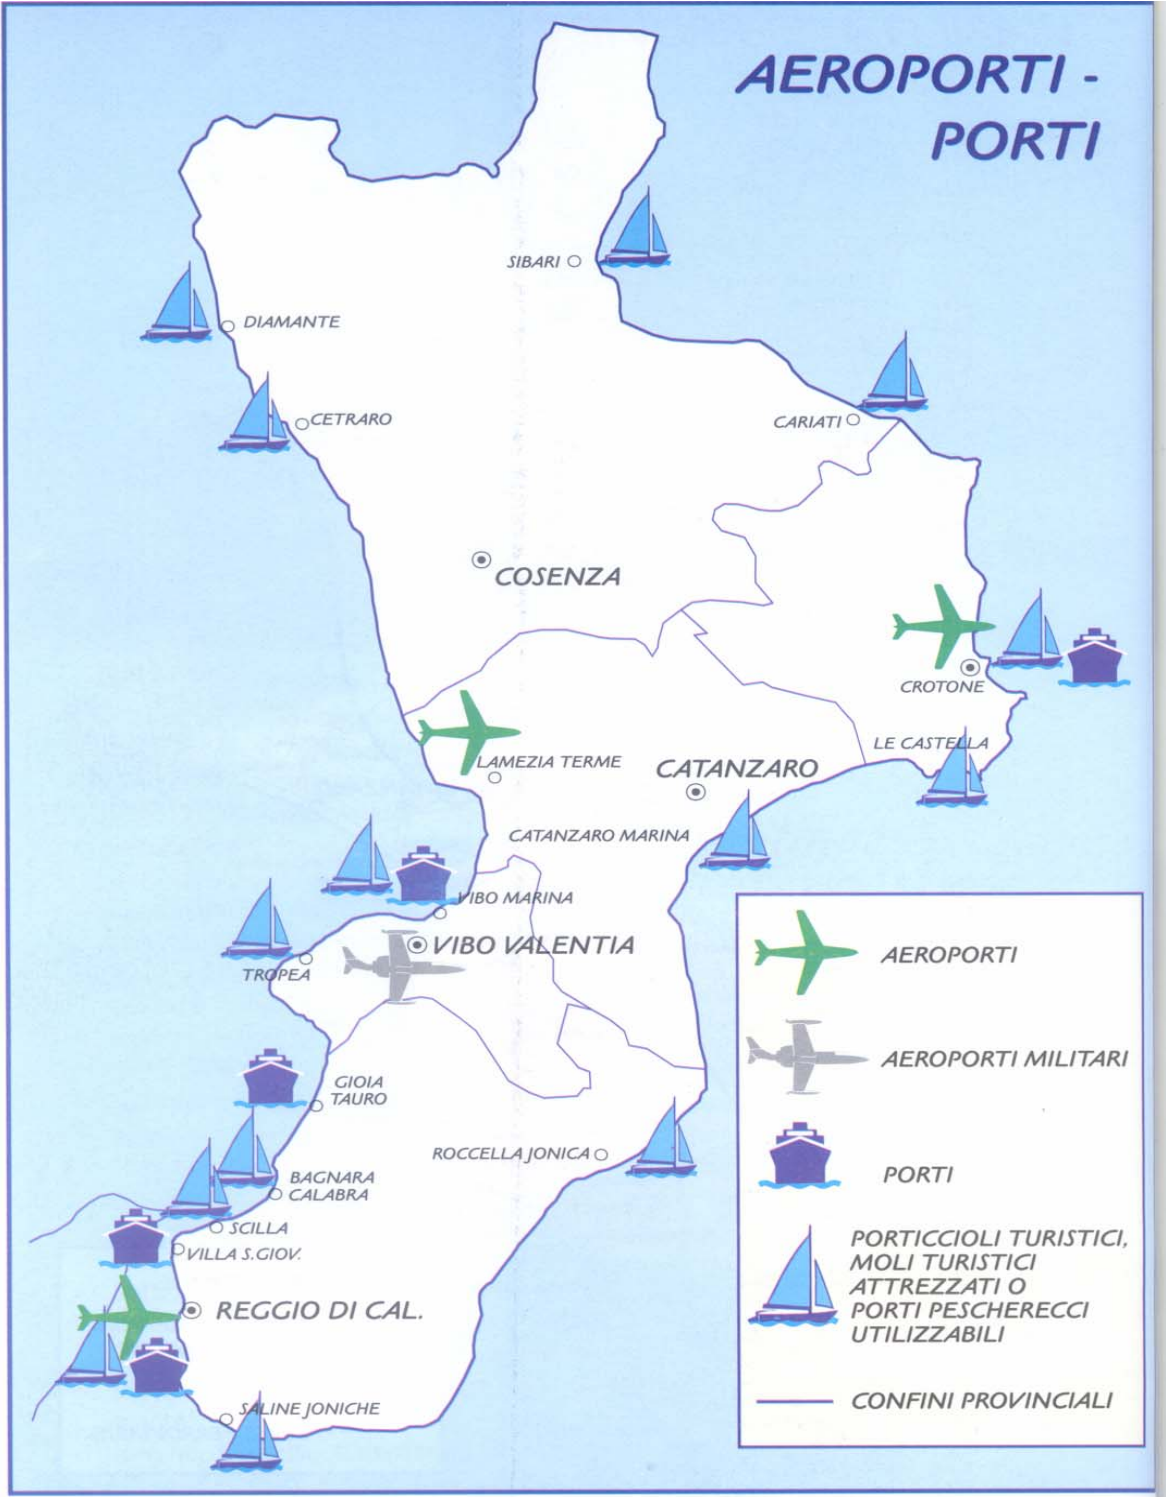 AEROPORTI -
PORTI
SIBARI
DIAMANTE
CETRARO
CARIATI
COSENZA
CROTONE
LE CASTELLA
LAMEZIA TERME
CATANZARO
CATANZARO MARINA
VIBO MARINA
VIBO VALENTIA
TROPEA
GIOIA
TAURO
ROCCELLA JONICA
BAGNARA
CALABRA
SCILLA
VILLA S.GIOV.
REGGIO DI CAL.
SALINE JONICHE
AEROPORTI
AEROPORTI MILITARI
PORTI
PORTICCIOLI TURISTICI,
MOLI TURISTICI
ATTREZZATI O
PORTI PESCHERECCI
UTILIZZABILI
CONFINI PROVINCIALI